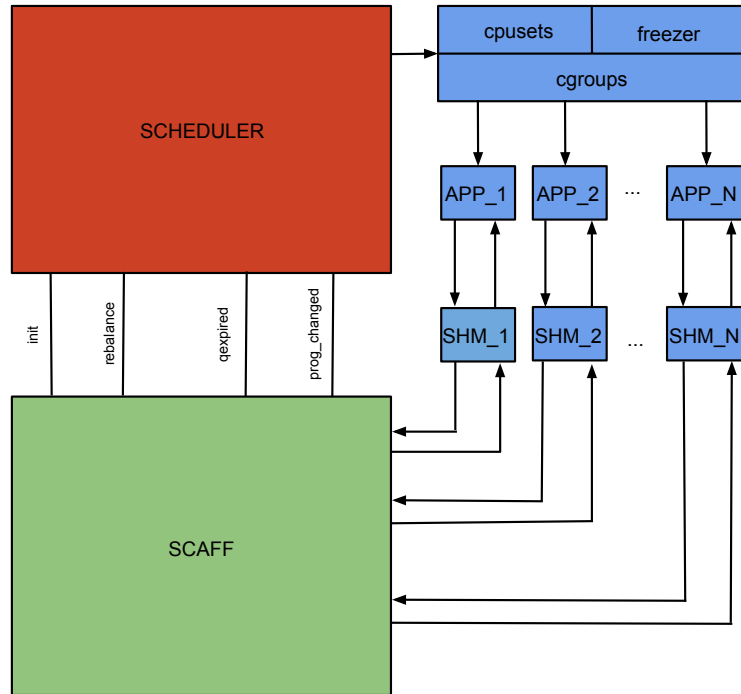 cpusets
freezer
cgroups
SCHEDULER
APP_1
APP_2
...
APP_N
init
rebalance
qexpired
prog_changed
SHM_1
SHM_2
...
SHM_N
SCAFF